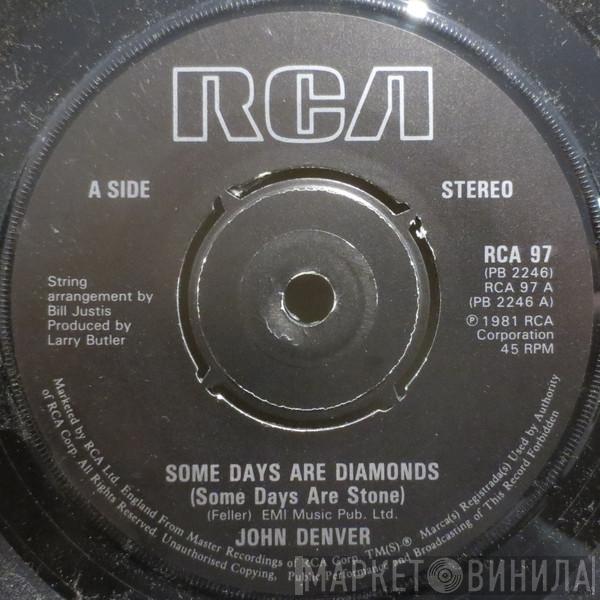 RCA
A SIDE
STEREO
RCA 97
(PB 2246)
RCA 97 A
(PB 2246 A)
℗ 1981 RCA
Corporation
45 RPM
String
arrangement by
Bill Justis
Produced by
Larry Butler
SOME DAYS ARE DIAMONDS
(Some Days Are Stone)
(Feller) EMI Music Pub. Ltd.
JOHN DENVER
Marketed by RCA Ltd. England From Master Recordings of RCA Corp. TM(S)-® Marca(s) Registrada(s) Used by Authority
of RCA Corp. All Rights Reserved. Unauthorised Copying, Public Performance and Broadcasting of This Record Forbidden
МАРКЕТ ВИНИЛА